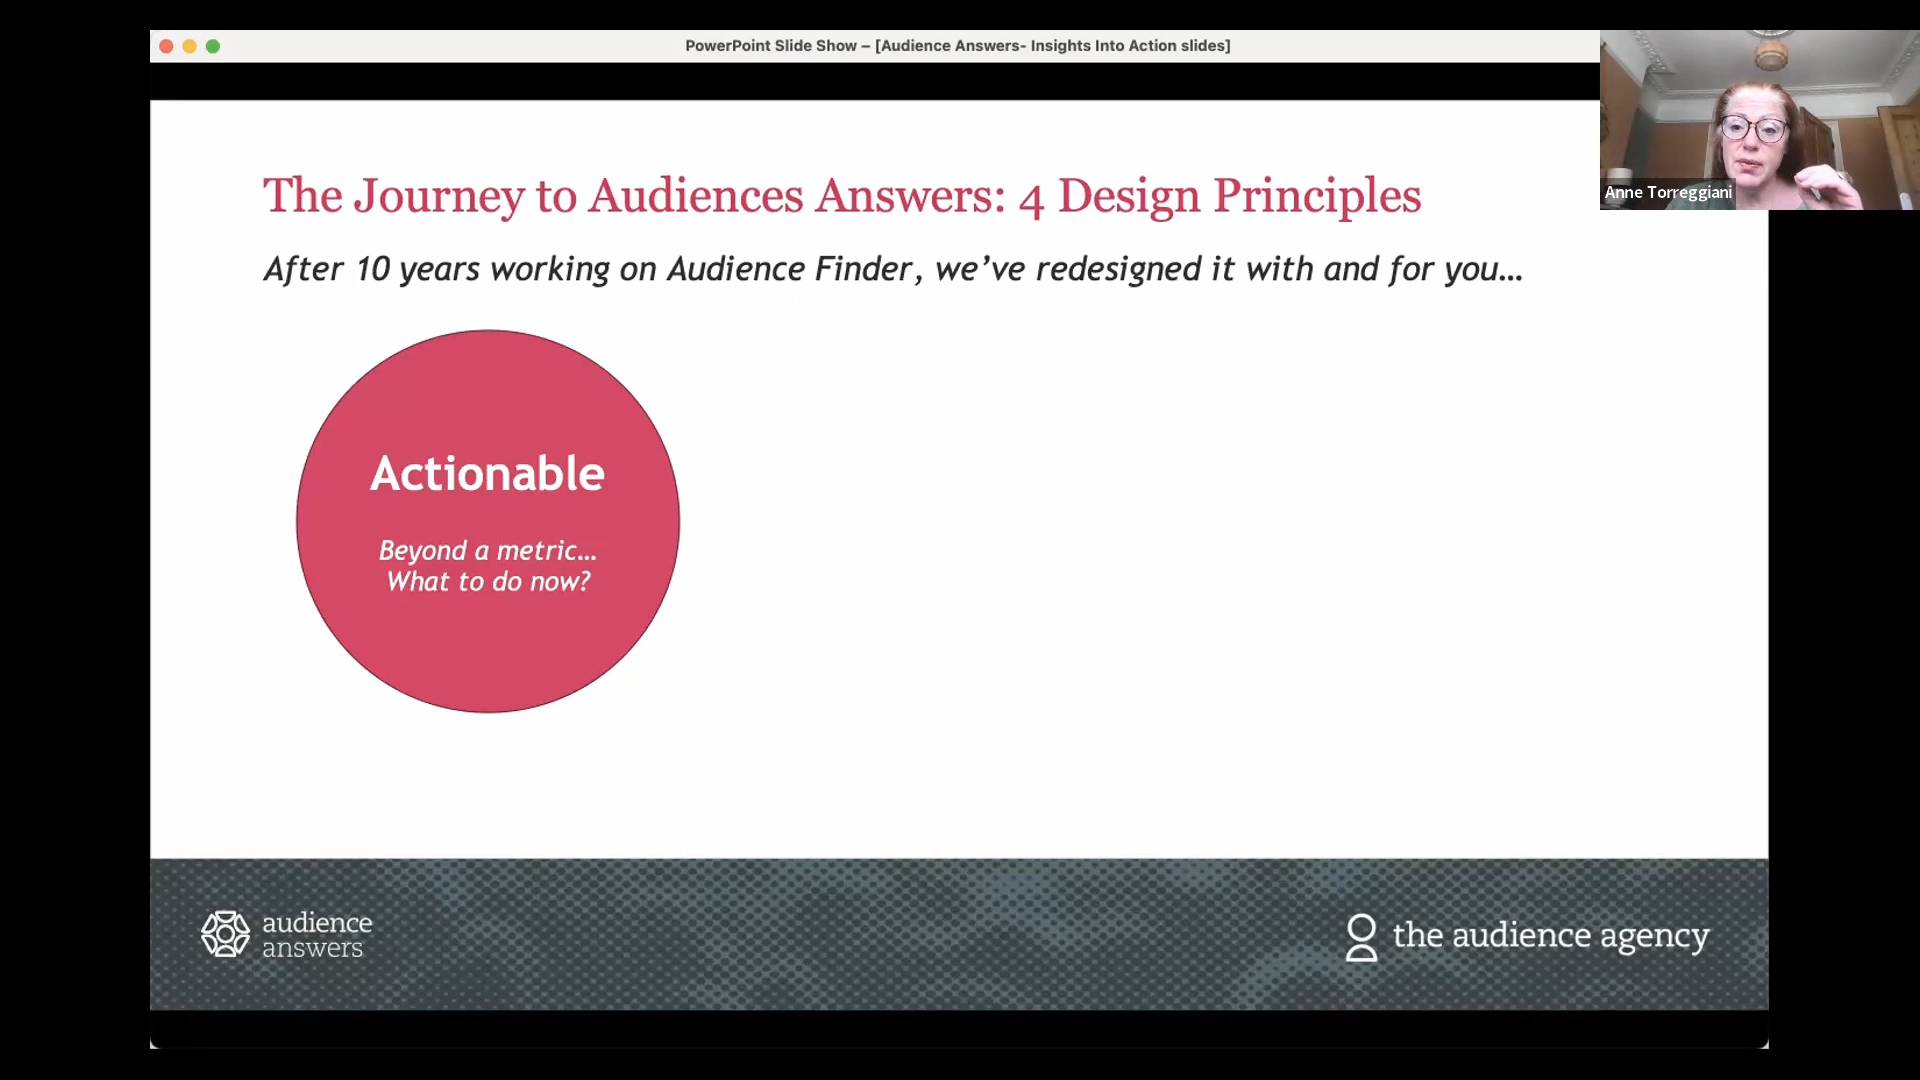 PowerPoint Slide Show – [Audience Answers- Insights Into Action slides]
Anne Torreggiani
The Journey to Audiences Answers: 4 Design Principles
After 10 years working on Audience Finder, we’ve redesigned it with and for you...
Actionable
Beyond a metric...
What to do now?
audience
answers
the audience agency